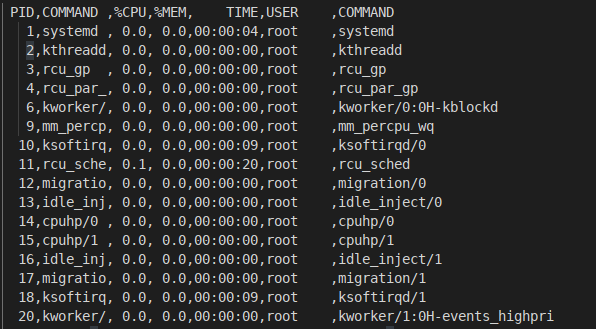 PID,COMMAND ,%CPU,%MEM,    TIME,USER    ,COMMAND
  1,systemd , 0.0, 0.0,00:00:04,root    ,systemd
  2,kthreadd, 0.0, 0.0,00:00:00,root    ,kthreadd
  3,rcu_gp  , 0.0, 0.0,00:00:00,root    ,rcu_gp
  4,rcu_par_, 0.0, 0.0,00:00:00,root    ,rcu_par_gp
  6,kworker/, 0.0, 0.0,00:00:00,root    ,kworker/0:0H-kblockd
  9,mm_percp, 0.0, 0.0,00:00:00,root    ,mm_percpu_wq
 10,ksoftirq, 0.0, 0.0,00:00:09,root    ,ksoftirqd/0
 11,rcu_sche, 0.1, 0.0,00:00:20,root    ,rcu_sched
 12,migratio, 0.0, 0.0,00:00:00,root    ,migration/0
 13,idle_inj, 0.0, 0.0,00:00:00,root    ,idle_inject/0
 14,cpuhp/0 , 0.0, 0.0,00:00:00,root    ,cpuhp/0
 15,cpuhp/1 , 0.0, 0.0,00:00:00,root    ,cpuhp/1
 16,idle_inj, 0.0, 0.0,00:00:00,root    ,idle_inject/1
 17,migratio, 0.0, 0.0,00:00:00,root    ,migration/1
 18,ksoftirq, 0.0, 0.0,00:00:09,root    ,ksoftirqd/1
 20,kworker/, 0.0, 0.0,00:00:00,root    ,kworker/1:0H-events_highpri